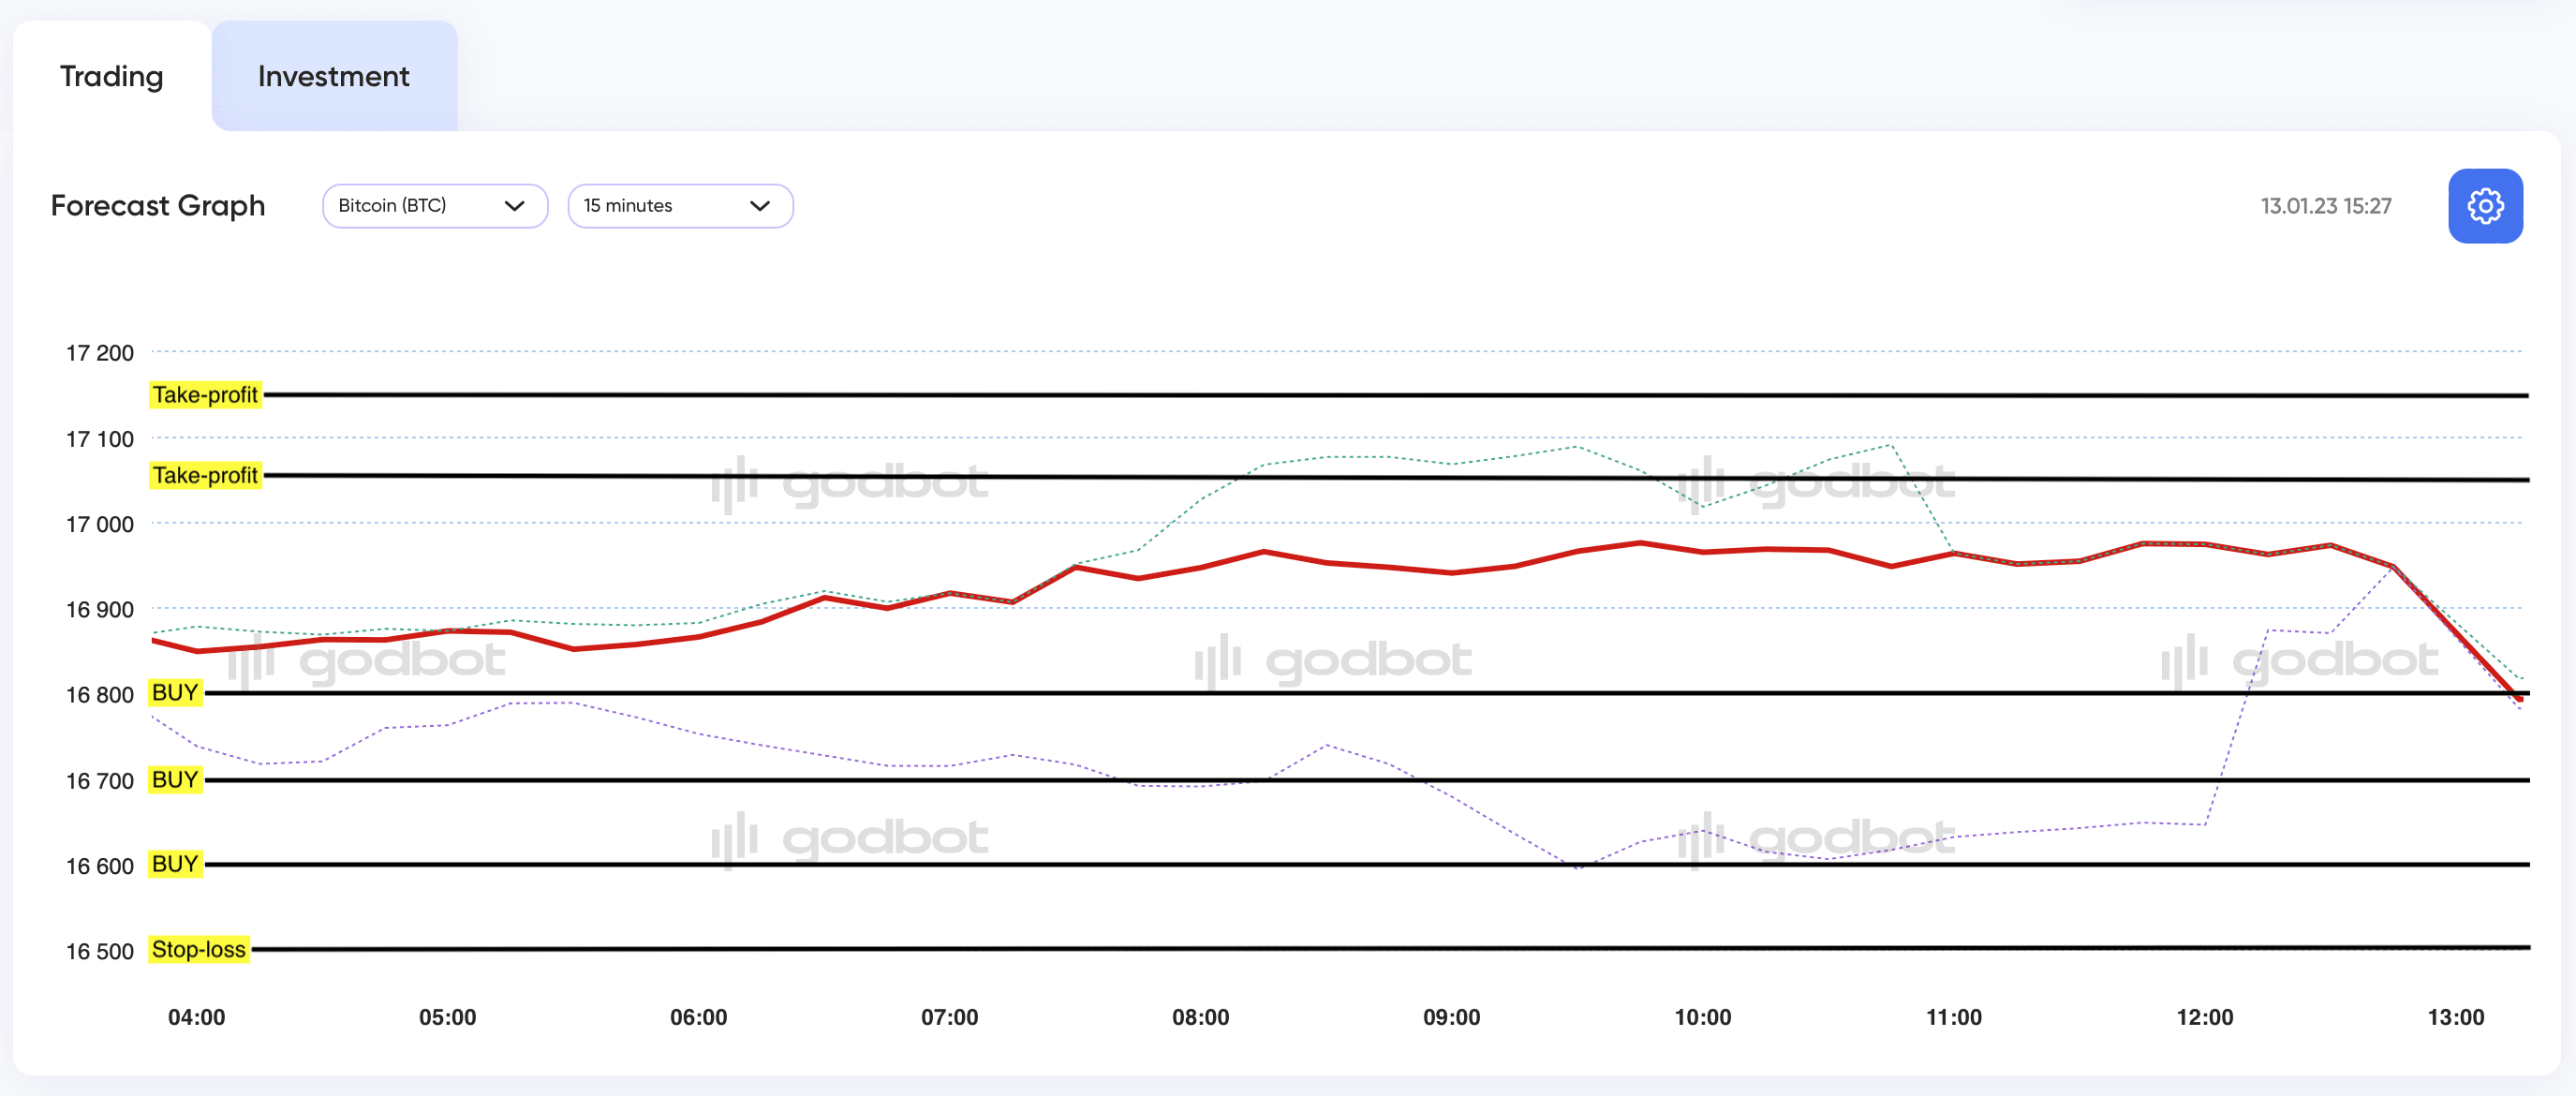 Trading Investment
Forecast Graph Bitcoin (BTC) 15 minutes 13.01.23 15:27
17 200
Take-profit
17 100
Take-profit
godbot godbot
17 000
16 900
godbot godbot godbot
16 800 BUY
16 700 BUY
godbot godbot
16 600 BUY
16 500 Stop-loss
04:00 05:00 06:00 07:00 08:00 09:00 10:00 11:00 12:00 13:00